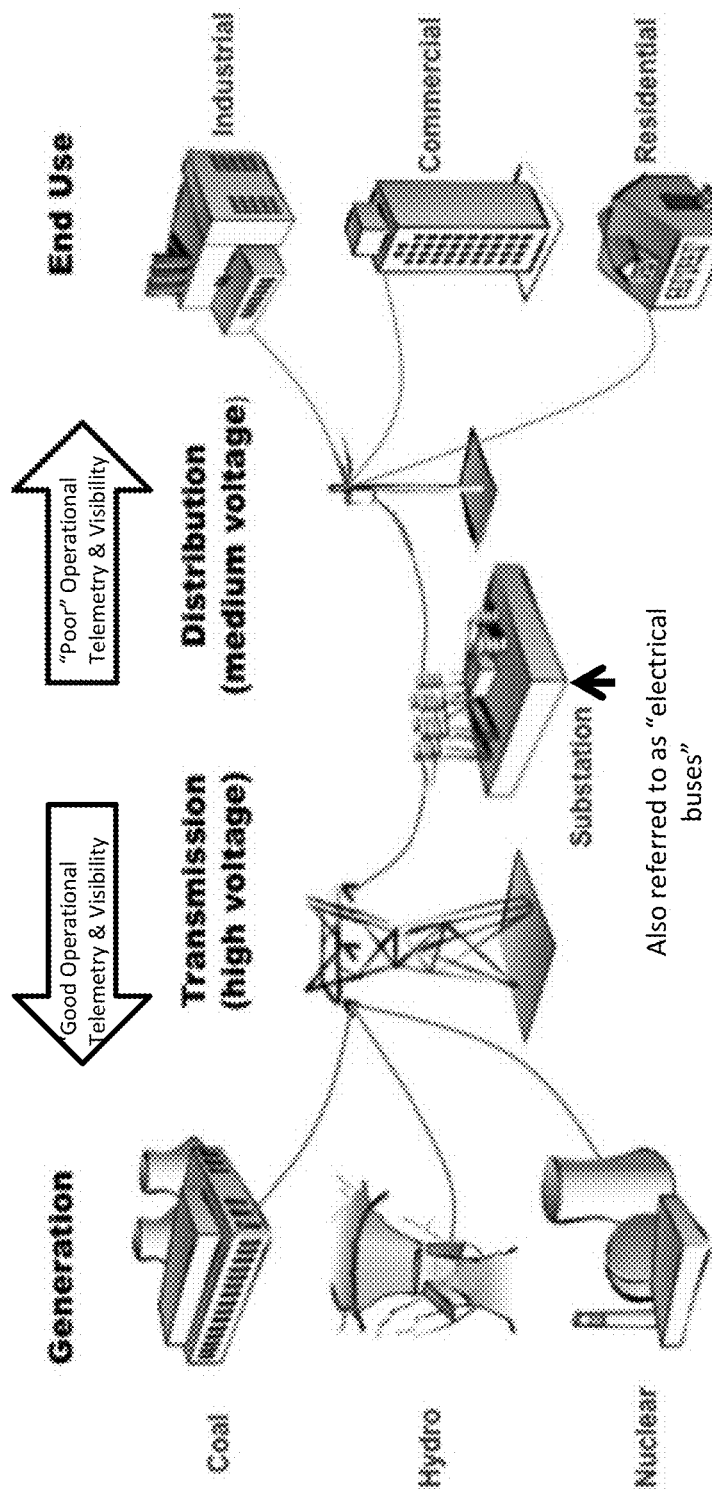 Generation
"Good Operational
Telemetry & Visibility
"Poor" Operational
Telemetry & Visibility
End Use
Transmission
(high voltage)
Distribution
(medium voltage)
Coal
Hydro
Nuclear
Industrial
Commercial
Residential
Substation
Also referred to as "electrical
buses"